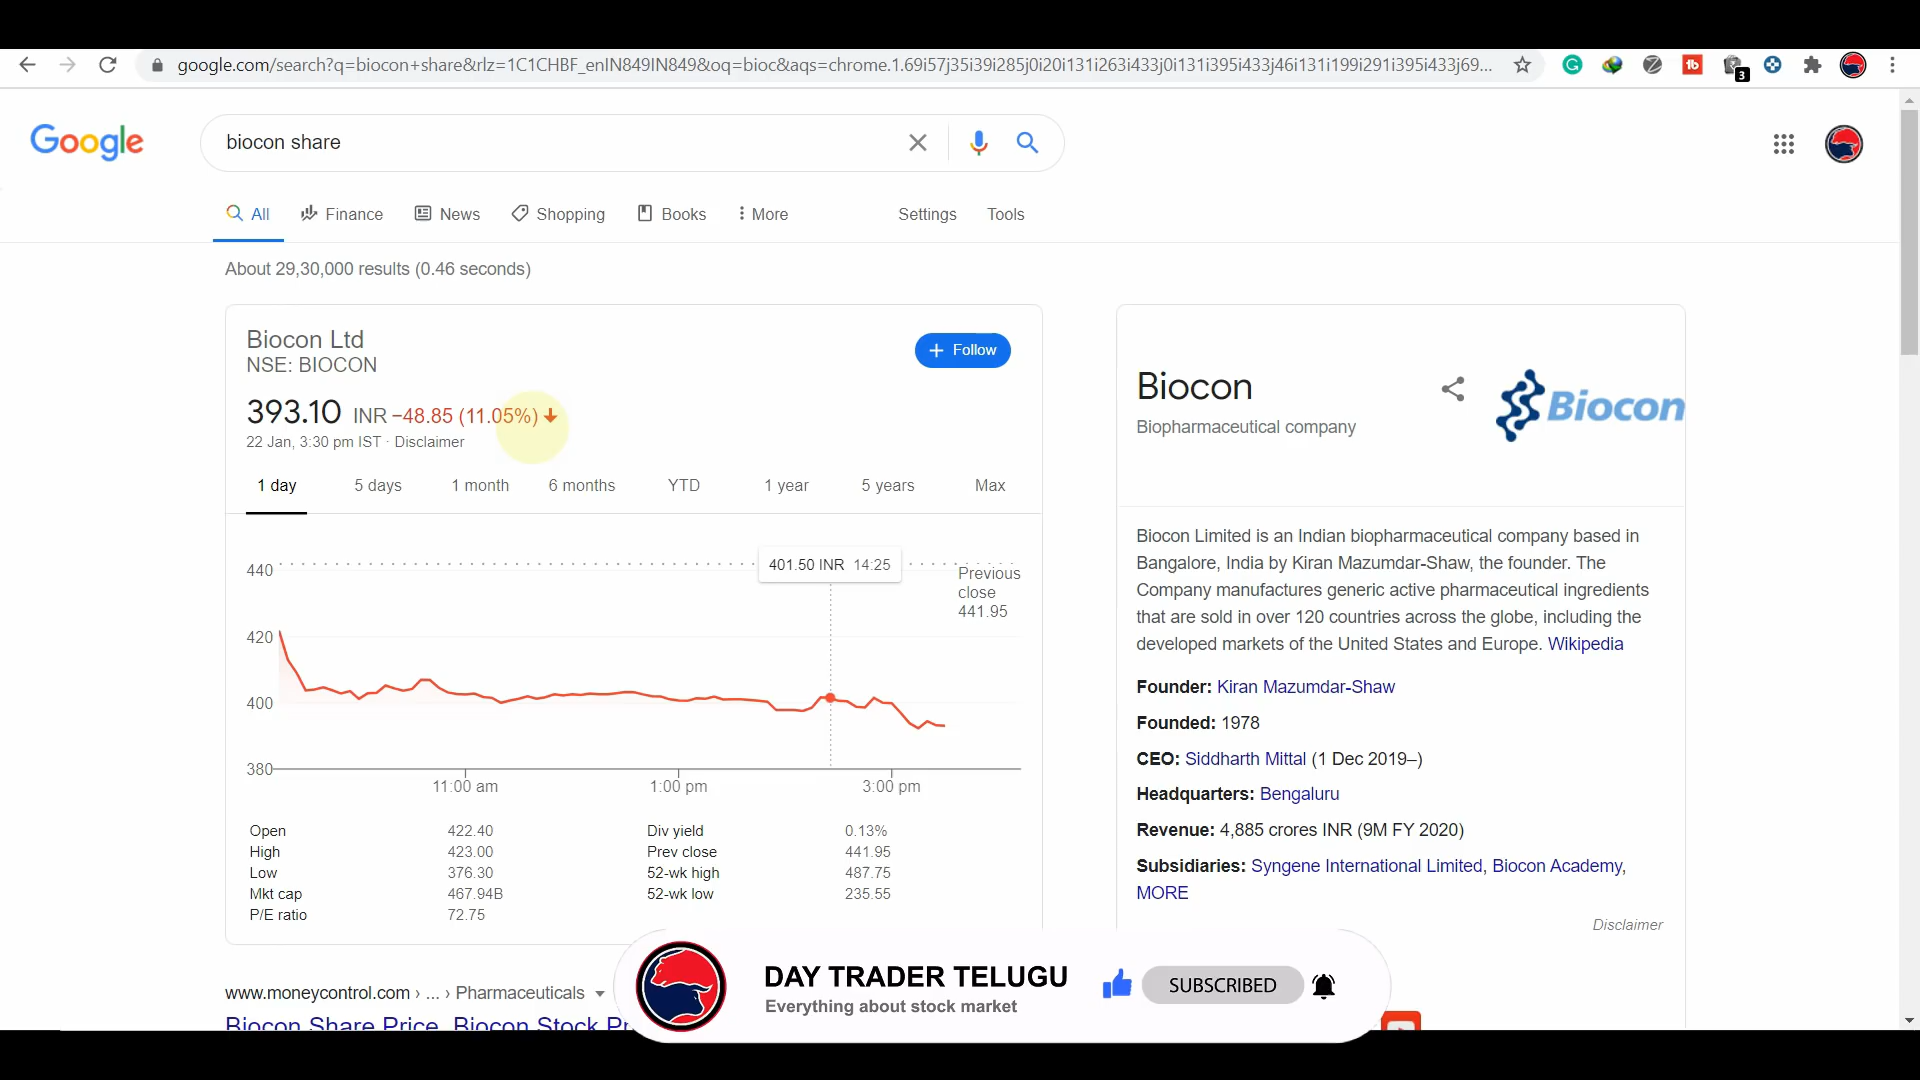 google.com/search?q=biocon+share&rlz=1C1CHBF_enIN849IN849&oq=bioc&aqs=chrome.1.69i57j35i39i285j0i20i131i263i433j0i131i395i433j46i131i199i291i395i433j69...
3
Google
biocon share
All Finance News Shopping Books More Settings Tools
About 29,30,000 results (0.46 seconds)
Biocon Ltd
NSE: BIOCON
+ Follow
393.10 INR −48.85 (11.05%)
22 Jan, 3:30 pm IST · Disclaimer
1 day 5 days 1 month 6 months YTD 1 year 5 years Max
401.50 INR 14:25
Previous
close
441.95
440
420
400
380
11:00 am 1:00 pm 3:00 pm
Open 422.40 Div yield 0.13%
High 423.00 Prev close 441.95
Low 376.30 52-wk high 487.75
Mkt cap 467.94B 52-wk low 235.55
P/E ratio 72.75
www.moneycontrol.com › ... › Pharmaceuticals
Biocon Share Price, Biocon Stock
Biocon
Biopharmaceutical company
Biocon
Biocon Limited is an Indian biopharmaceutical company based in
Bangalore, India by Kiran Mazumdar-Shaw, the founder. The
Company manufactures generic active pharmaceutical ingredients
that are sold in over 120 countries across the globe, including the
developed markets of the United States and Europe. Wikipedia
Founder: Kiran Mazumdar-Shaw
Founded: 1978
CEO: Siddharth Mittal (1 Dec 2019–)
Headquarters: Bengaluru
Revenue: 4,885 crores INR (9M FY 2020)
Subsidiaries: Syngene International Limited, Biocon Academy,
MORE
Disclaimer
DAY TRADER TELUGU
Everything about stock market
SUBSCRIBED